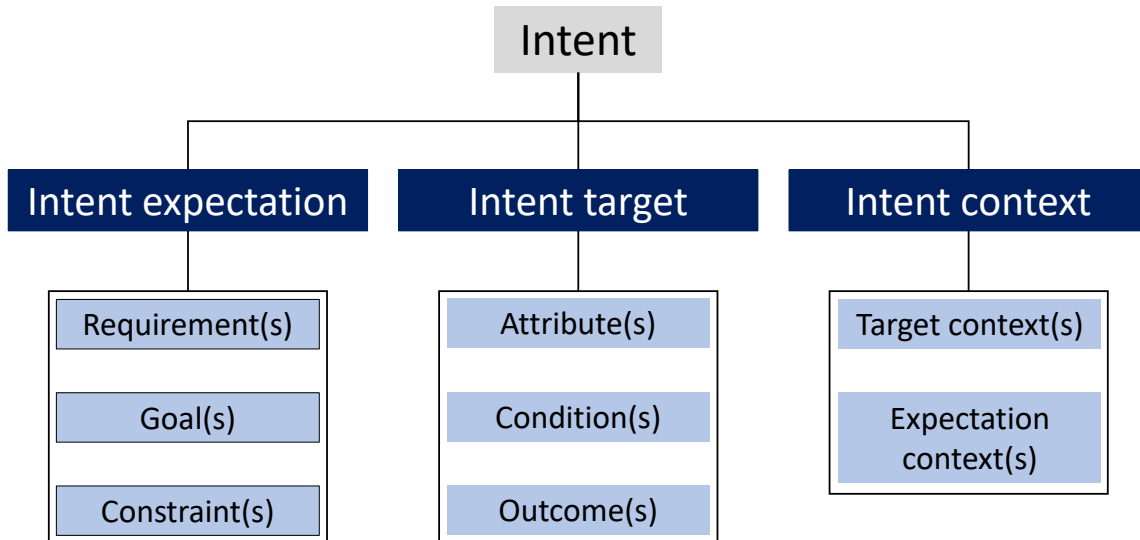 Intent
Intent expectation
Intent target
Intent context
Requirement(s)
Goal(s)
Constraint(s)
Attribute(s)
Condition(s)
Outcome(s)
Target context(s)
Expectation
context(s)